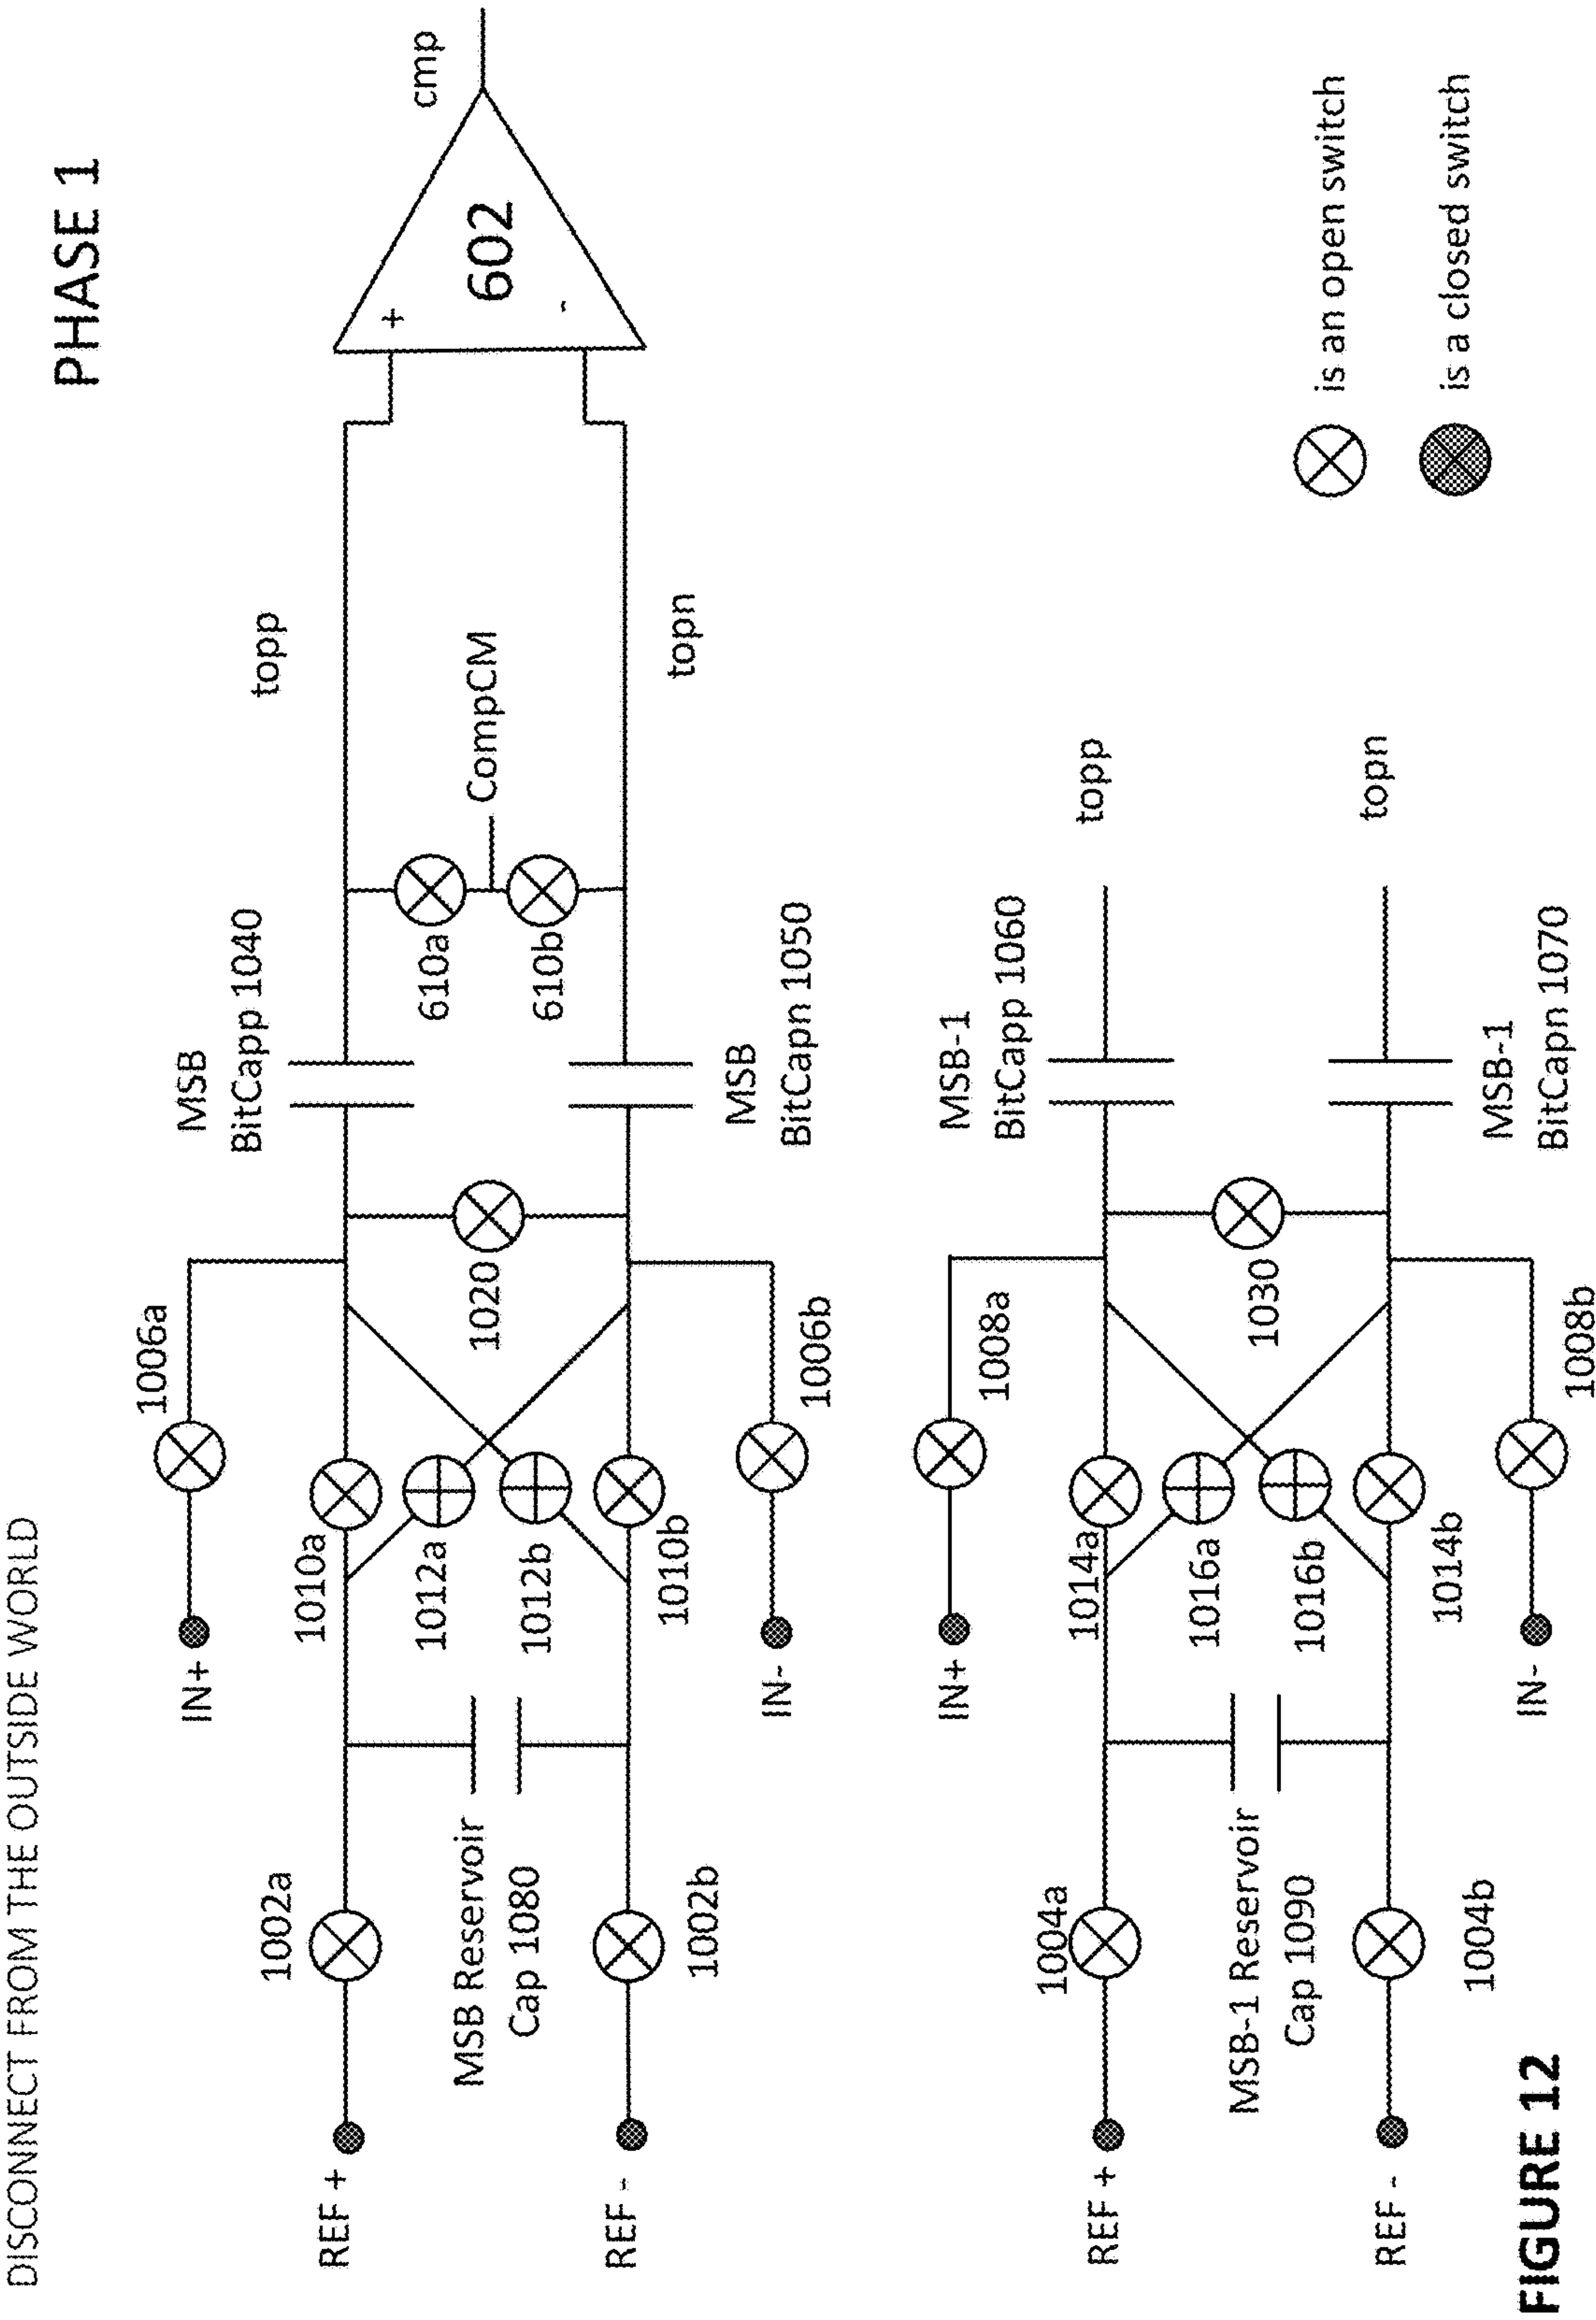 DISCONNECT FROM THE OUTSIDE WORLD
PHASE 1
1006a
IN+
MSB
BitCapp 1040
1002a
1010a
topp
cmp
REF +
MSB Reservoir
Cap 1080
1012a
1012b
1020
610a
610b
CompCM
+
602
-
REF -
1002b
1010b
topn
IN-
1006b
MSB
BitCapn 1050
IN+
1008a
MSB-1
BitCapp 1060
1004a
1014a
topp
REF +
MSB-1 Reservoir
Cap 1090
1016a
1016b
1030
REF -
1004b
1014b
topn
IN-
1008b
MSB-1
BitCapn 1070
is an open switch
is a closed switch
FIGURE 12